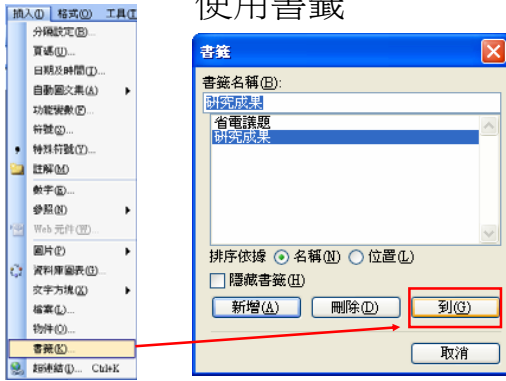 使用書籤
插入(I) 格式(O) 工具(T
分隔設定(B)...
頁碼(U)...
日期及時間(T)...
自動圖文集(A)
功能變數(F)...
符號(S)...
特殊符號(Y)...
註解(M)
數字(E)...
參照(N)
Web 元件(W)...
圖片(P)
資料庫圖表(G)...
文字方塊(X)
檔案(L)...
物件(O)...
書籤(K)...
超連結(I)... Ctrl+K
書籤
書籤名稱(B):
研究成果
省電議題
研究成果
排序依據 名稱(N) 位置(L)
隱藏書籤(H)
新增(A) 刪除(D) 到(G)
取消